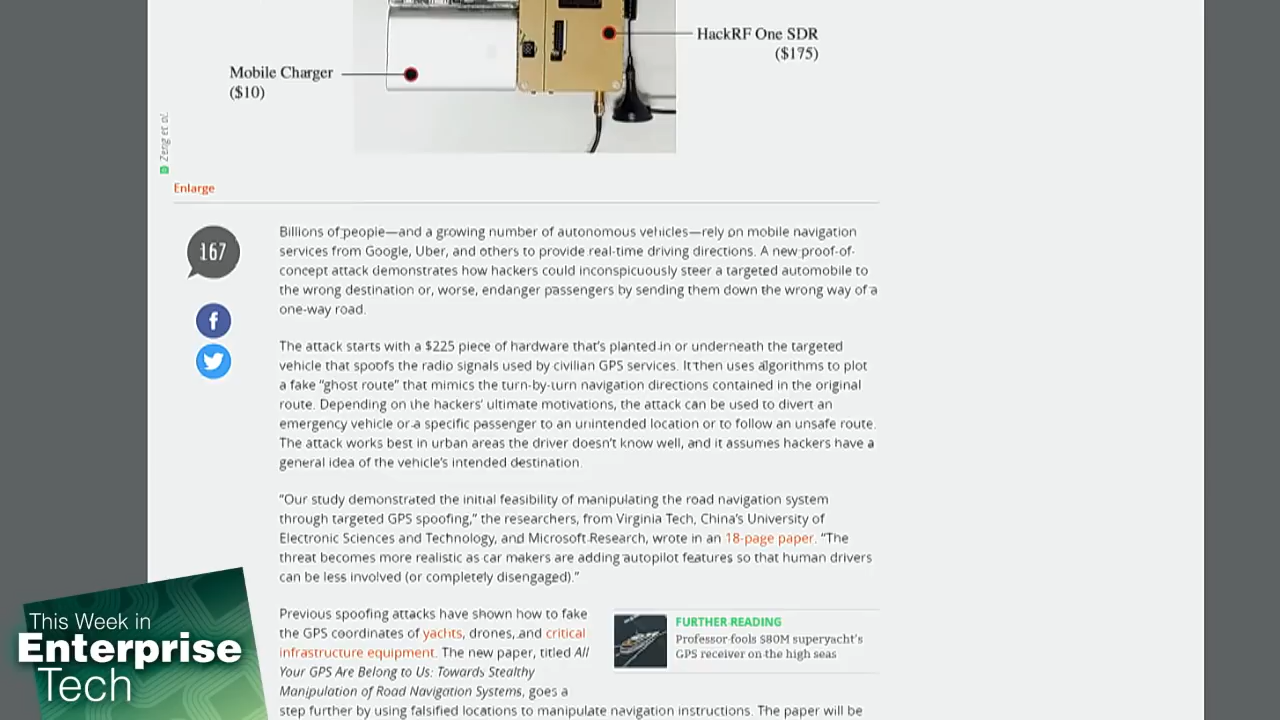 HackRF One SDR
($175)
Mobile Charger
($10)
Zeng et al.
Enlarge
167
Billions of people—and a growing number of autonomous vehicles—rely on mobile navigation
services from Google, Uber, and others to provide real-time driving directions. A new proof-of-
concept attack demonstrates how hackers could inconspicuously steer a targeted automobile to
the wrong destination or, worse, endanger passengers by sending them down the wrong way of a
one-way road.
The attack starts with a $225 piece of hardware that's planted in or underneath the targeted
vehicle that spoofs the radio signals used by civilian GPS services. It then uses algorithms to plot
a fake "ghost route" that mimics the turn-by-turn navigation directions contained in the original
route. Depending on the hackers' ultimate motivations, the attack can be used to divert an
emergency vehicle or a specific passenger to an unintended location or to follow an unsafe route.
The attack works best in urban areas the driver doesn't know well, and it assumes hackers have a
general idea of the vehicle's intended destination.
"Our study demonstrated the initial feasibility of manipulating the road navigation system
through targeted GPS spoofing," the researchers, from Virginia Tech, China's University of
Electronic Sciences and Technology, and Microsoft Research, wrote in an 18-page paper. "The
threat becomes more realistic as car makers are adding autopilot features so that human drivers
can be less involved (or completely disengaged)."
Previous spoofing attacks have shown how to fake
the GPS coordinates of yachts, drones, and critical
infrastructure equipment. The new paper, titled All
Your GPS Are Belong to Us: Towards Stealthy
Manipulation of Road Navigation Systems, goes a
step further by using falsified locations to manipulate navigation instructions. The paper will be
FURTHER READING
Professor fools $80M superyacht's
GPS receiver on the high seas
This Week in
Enterprise
Tech